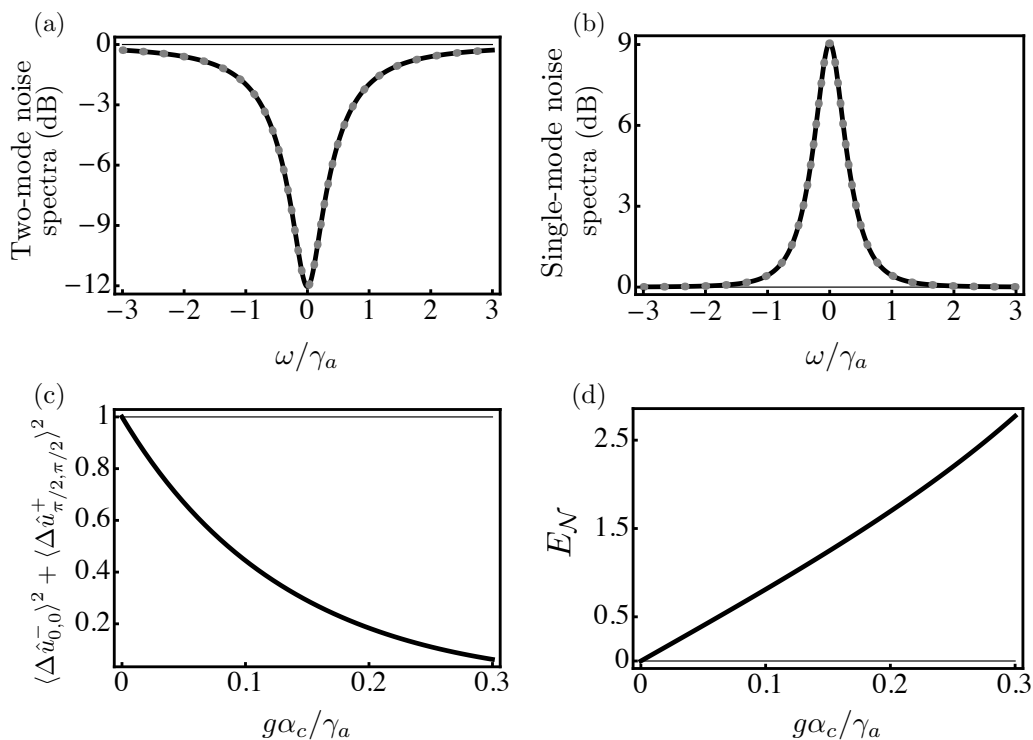 (a)
Two-mode noise
spectra (dB)
0
−3
−6
−9
−12
−3 −2 −1 0 1 2 3
ω/γ_a
(b)
Single-mode noise
spectra (dB)
9
6
3
0
−3 −2 −1 0 1 2 3
ω/γ_a
(c)
⟨Δû⁻_{0,0}⟩² + ⟨Δû⁺_{π/2,π/2}⟩²
1
0.8
0.6
0.4
0.2
0 0.1 0.2 0.3
gα_c/γ_a
(d)
E_𝒩
2.5
1.5
0.5
0
0 0.1 0.2 0.3
gα_c/γ_a